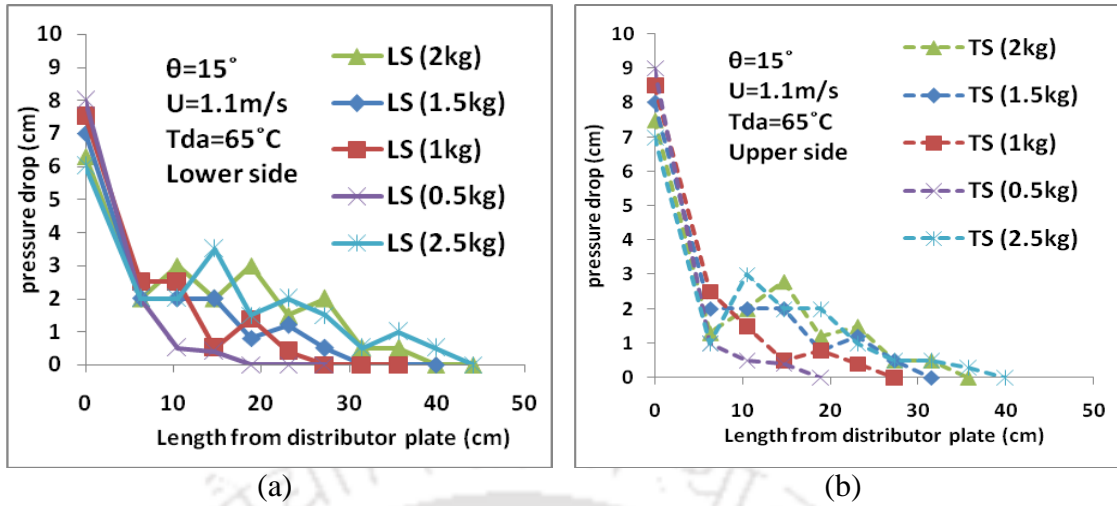 10
9
8
7
6
5
4
3
2
1
0
pressure drop (cm)
θ=15˚
U=1.1m/s
Tda=65˚C
Lower side
LS (2kg)
LS (1.5kg)
LS (1kg)
LS (0.5kg)
LS (2.5kg)
0 10 20 30 40 50
Length from distributor plate (cm)
(a)
10
9
8
7
6
5
4
3
2
1
0
pressure drop (cm)
θ=15˚
U=1.1m/s
Tda=65˚C
Upper side
TS (2kg)
TS (1.5kg)
TS (1kg)
TS (0.5kg)
TS (2.5kg)
0 10 20 30 40 50
Length from distributor plate (cm)
(b)